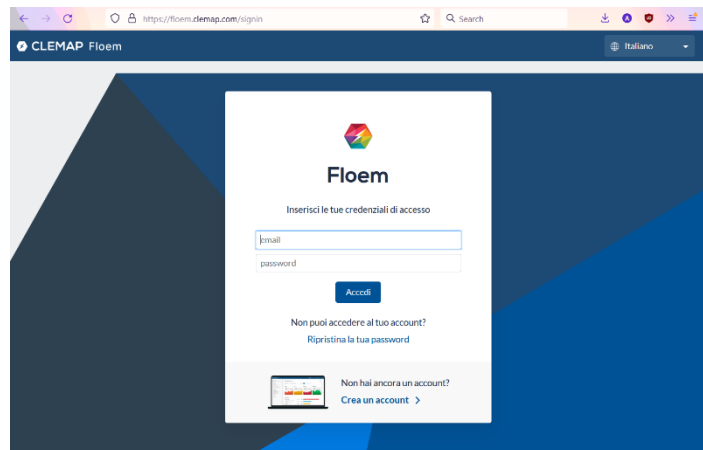 https://floem.clemap.com/signin
Search
CLEMAP Floem
Italiano
Floem
Inserisci le tue credenziali di accesso
email
password
Accedi
Non puoi accedere al tuo account?
Ripristina la tua password
Non hai ancora un account?
Crea un account